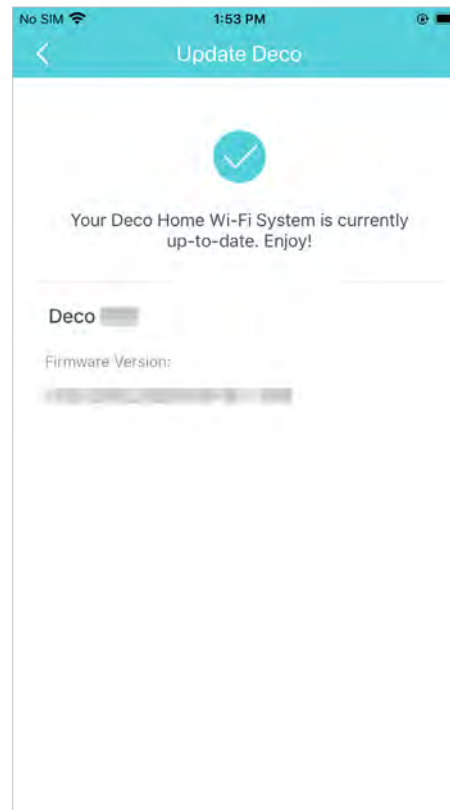 No SIM 1:53 PM
Update Deco
Your Deco Home Wi-Fi System is currently
up-to-date. Enjoy!
Deco
Firmware Version: